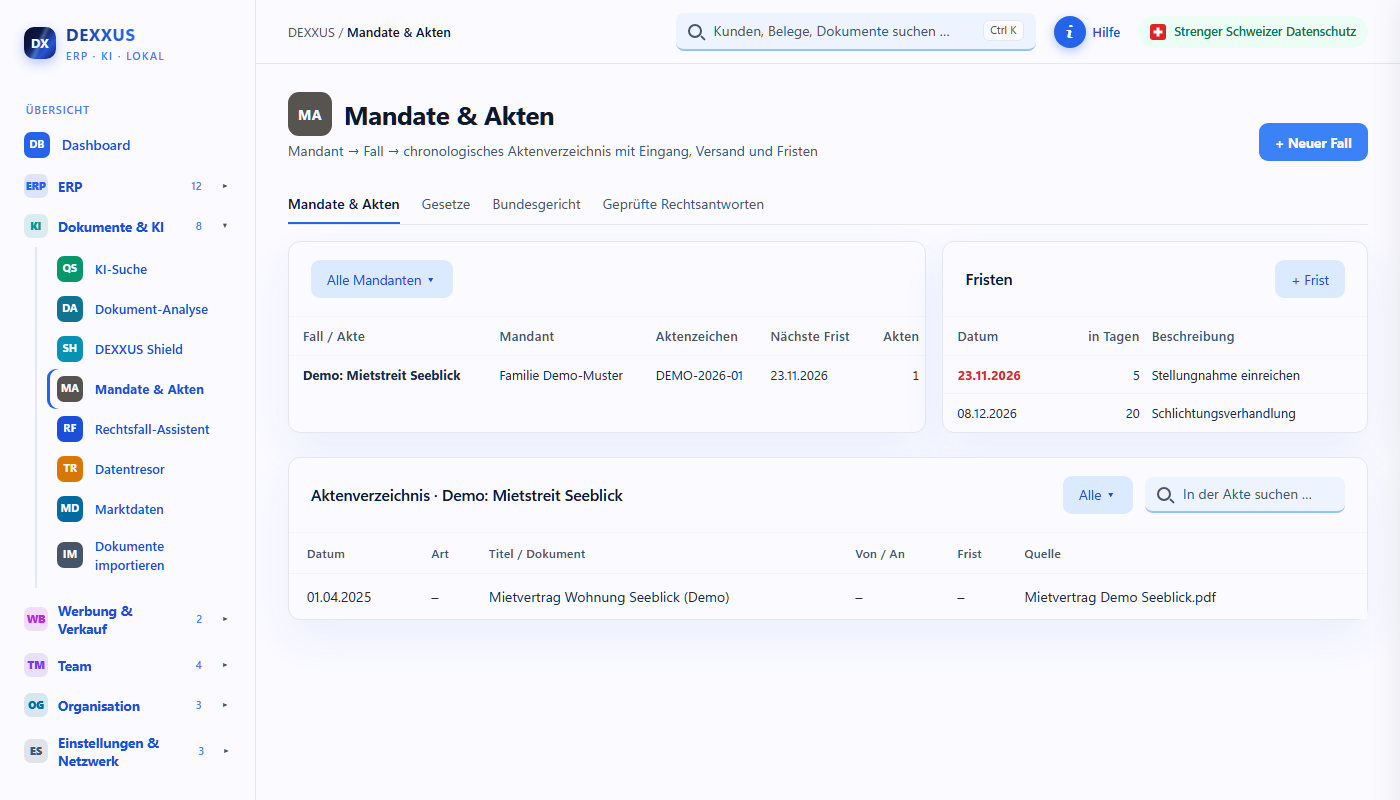 DX
DEXXUS
ERP · KI · LOKAL
ÜBERSICHT
DB Dashboard
ERP ERP 12 ▸
KI Dokumente & KI 8 ▾
QS KI-Suche
DA Dokument-Analyse
SH DEXXUS Shield
MA Mandate & Akten
RF Rechtsfall-Assistent
TR Datentresor
MD Marktdaten
IM Dokumente
importieren
WB Werbung &
Verkauf 2 ▸
TM Team 4 ▸
OG Organisation 3 ▸
ES Einstellungen &
Netzwerk 3 ▸
DEXXUS / Mandate & Akten
Kunden, Belege, Dokumente suchen ... Ctrl K
i Hilfe
Strenger Schweizer Datenschutz
MA Mandate & Akten
Mandant → Fall → chronologisches Aktenverzeichnis mit Eingang, Versand und Fristen
+ Neuer Fall
Mandate & Akten Gesetze Bundesgericht Geprüfte Rechtsantworten
Alle Mandanten ▾
Fall / Akte Mandant Aktenzeichen Nächste Frist Akten
Demo: Mietstreit Seeblick Familie Demo-Muster DEMO-2026-01 23.11.2026 1
Fristen + Frist
Datum in Tagen Beschreibung
23.11.2026 5 Stellungnahme einreichen
08.12.2026 20 Schlichtungsverhandlung
Aktenverzeichnis · Demo: Mietstreit Seeblick Alle ▾ In der Akte suchen ...
Datum Art Titel / Dokument Von / An Frist Quelle
01.04.2025 – Mietvertrag Wohnung Seeblick (Demo) – – Mietvertrag Demo Seeblick.pdf